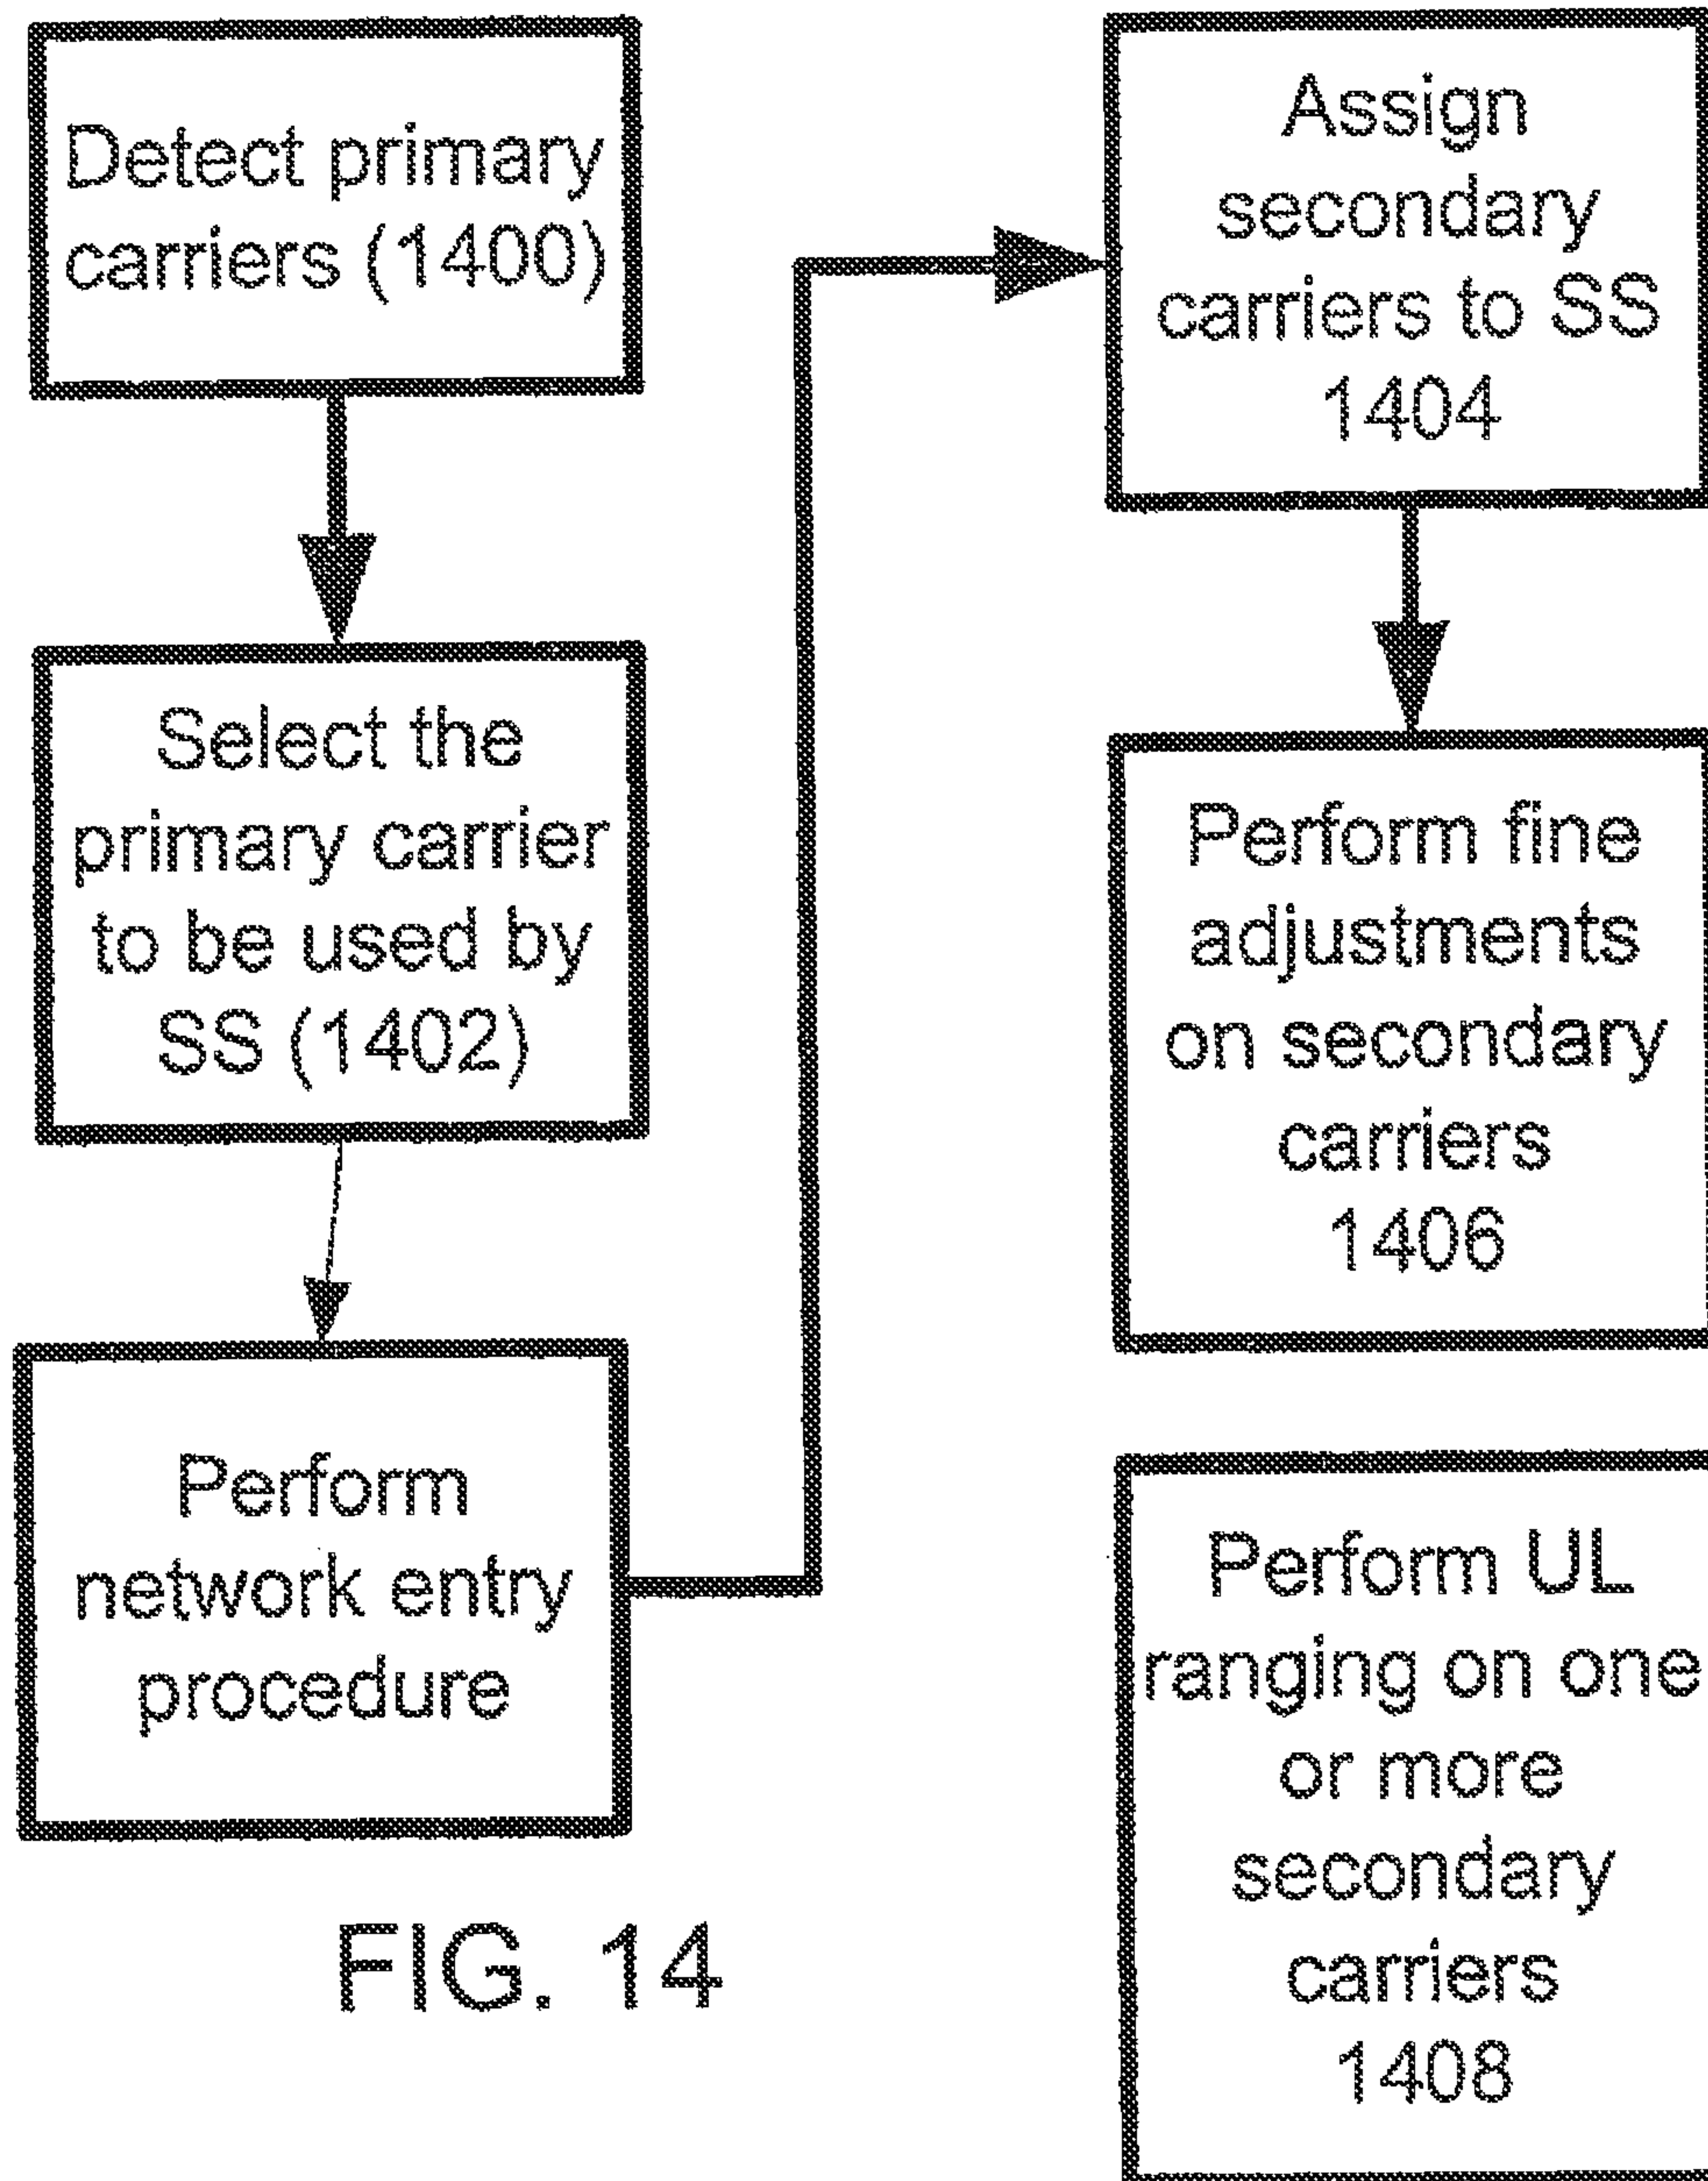 Detect primary
carriers (1400)
Select the
primary carrier
to be used by
SS (1402)
Perform
network entry
procedure
Assign
secondary
carriers to SS
1404
Perform fine
adjustments
on secondary
carriers
1406
Perform UL
ranging on one
or more
secondary
carriers
1408
FIG. 14